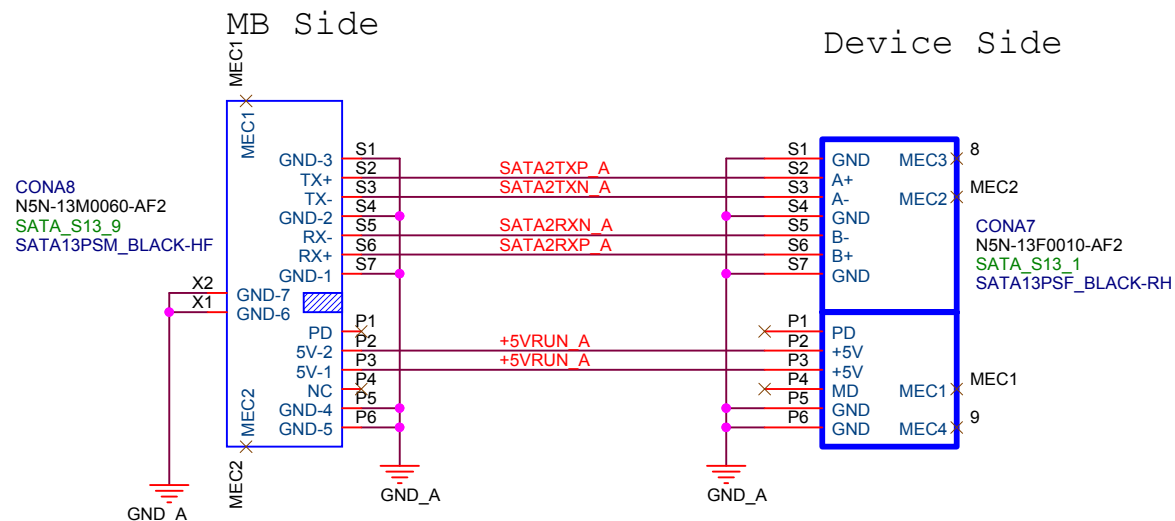 MB Side
Device Side
MEC1
MEC1
CONA8
N5N-13M0060-AF2
SATA_S13_9
SATA13PSM_BLACK-HF
GND-3 S1
TX+ S2 SATA2TXP_A
TX- S3 SATA2TXN_A
GND-2 S4
RX- S5 SATA2RXN_A
RX+ S6 SATA2RXP_A
GND-1 S7
X2 GND-7
X1 GND-6
PD P1
5V-2 P2 +5VRUN_A
5V-1 P3 +5VRUN_A
NC P4
GND-4 P5
GND-5 P6
MEC2
MEC2
GND_A
GND_A
S1 GND MEC3 8
S2 A+
S3 A- MEC2 MEC2
S4 GND
S5 B-
S6 B+
S7 GND
CONA7
N5N-13F0010-AF2
SATA_S13_1
SATA13PSF_BLACK-RH
P1 PD
P2 +5V
P3 +5V
P4 MD MEC1 MEC1
P5 GND
P6 GND MEC4 9
GND_A